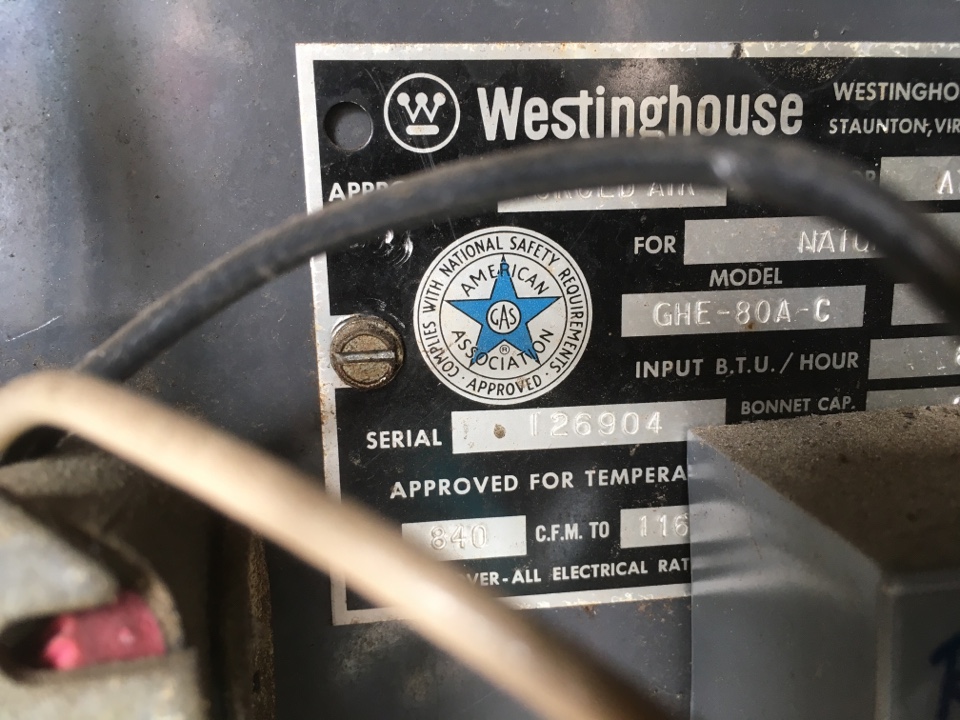 W Westinghouse
WESTINGHO
STAUNTON, VIR
APPRO
FORCED AIR
FOR NATU
COMPLIES WITH NATIONAL SAFETY REQUIREMENTS · APPROVED ·
AMERICAN
GAS
ASSOCIATION
®
MODEL
GHE-80A-C
INPUT B.T.U./HOUR
BONNET CAP.
SERIAL 126904
APPROVED FOR TEMPERA
840 C.F.M. TO 116
VER-ALL ELECTRICAL RAT